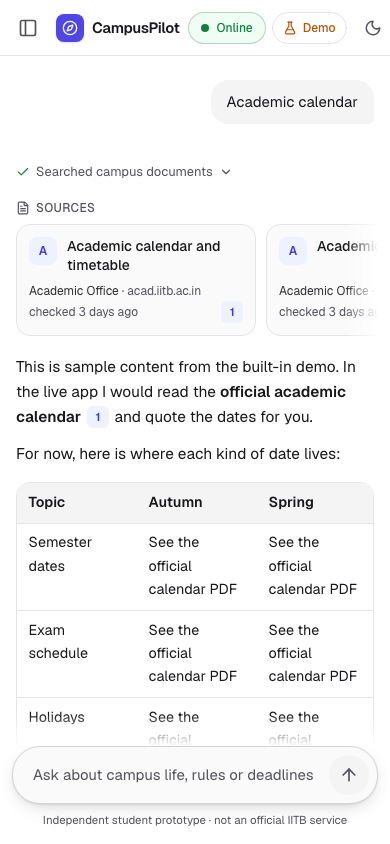 CampusPilot
Online
Demo
Academic calendar
Searched campus documents
SOURCES
A
Academic calendar and
timetable
Academic Office · acad.iitb.ac.in
checked 3 days ago
1
A
Academic Office ·
checked 3 days
This is sample content from the built-in demo. In
the live app I would read the official academic
calendar 1 and quote the dates for you.
For now, here is where each kind of date lives:
Topic Autumn Spring
Semester dates
See the official calendar PDF
See the official calendar PDF
Exam schedule
See the official calendar PDF
See the official calendar PDF
Holidays
See the official
See the official
Ask about campus life, rules or deadlines
Independent student prototype · not an official IITB service